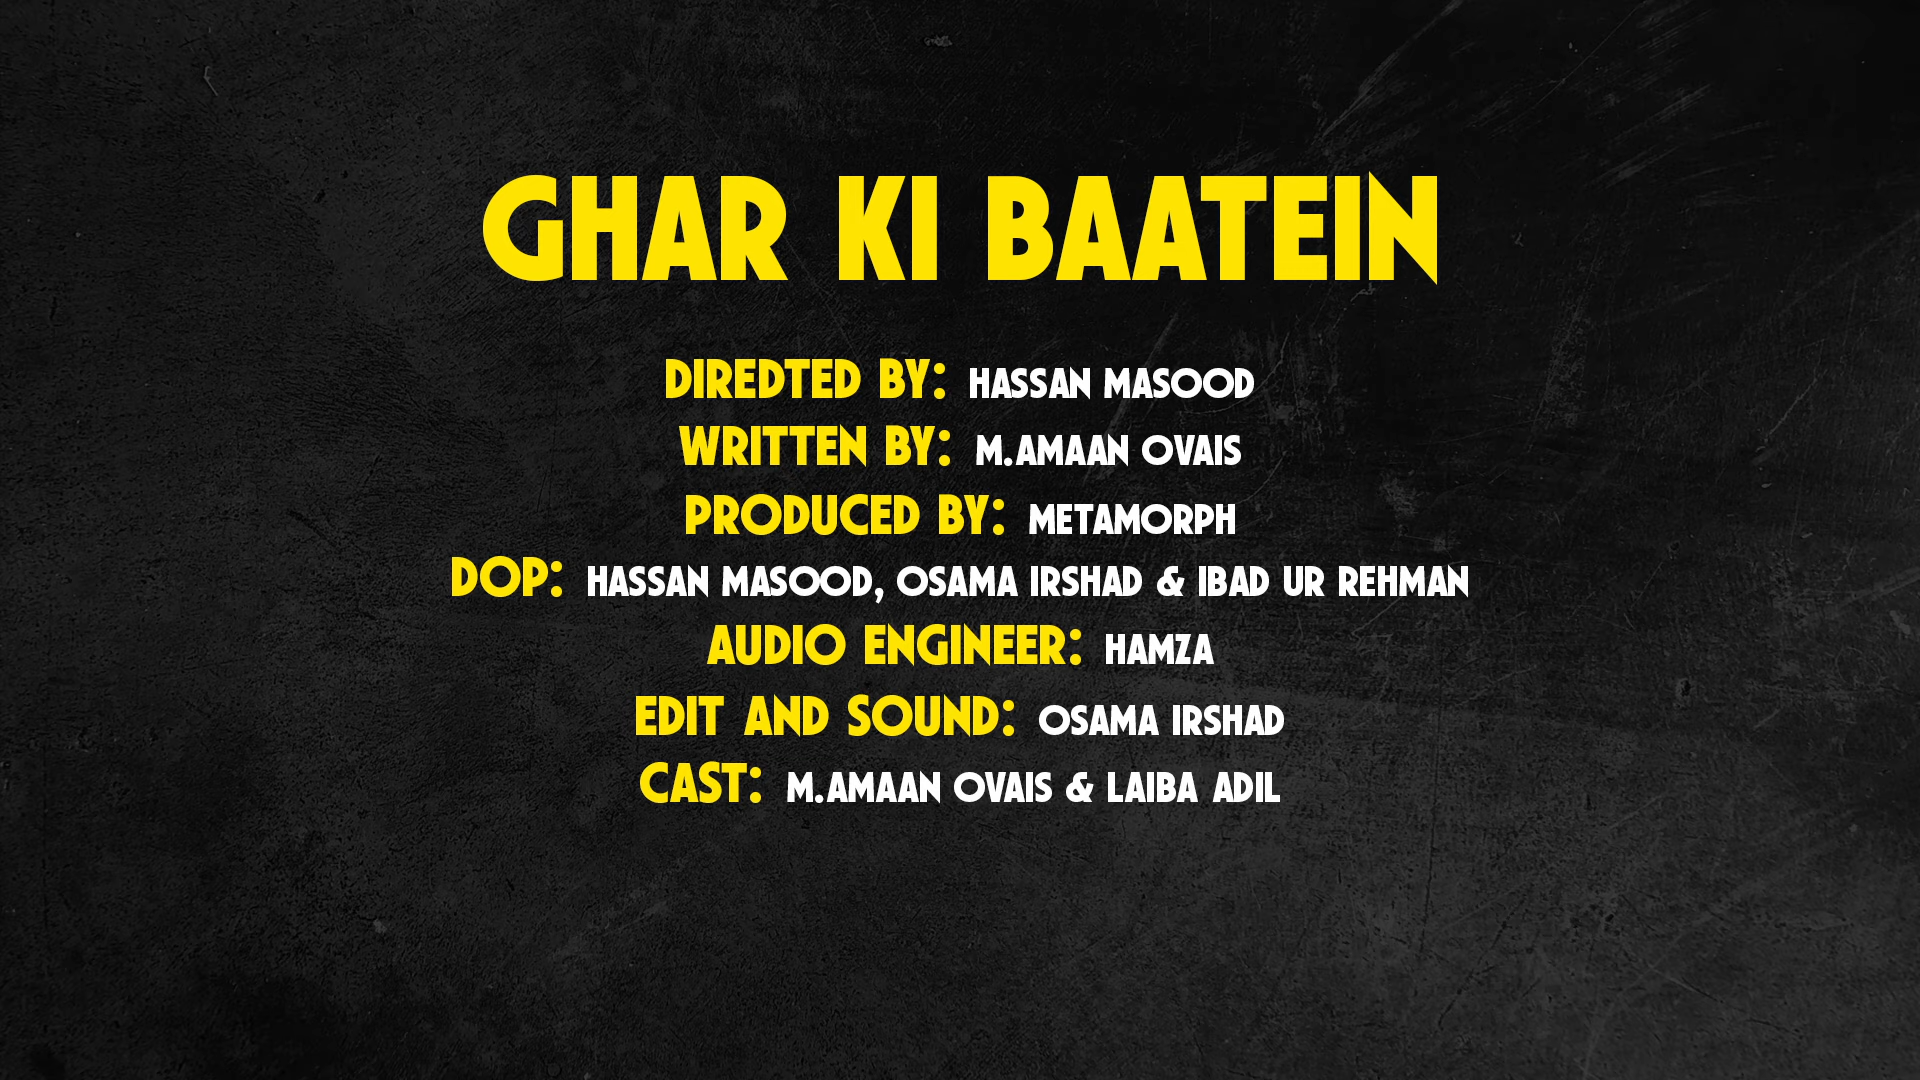 GHAR KI BAATEIN
DIREDTED BY: HASSAN MASOOD
WRITTEN BY: M.AMAAN OVAIS
PRODUCED BY: METAMORPH
DOP: HASSAN MASOOD, OSAMA IRSHAD & IBAD UR REHMAN
AUDIO ENGINEER: HAMZA
EDIT AND SOUND: OSAMA IRSHAD
CAST: M.AMAAN OVAIS & LAIBA ADIL